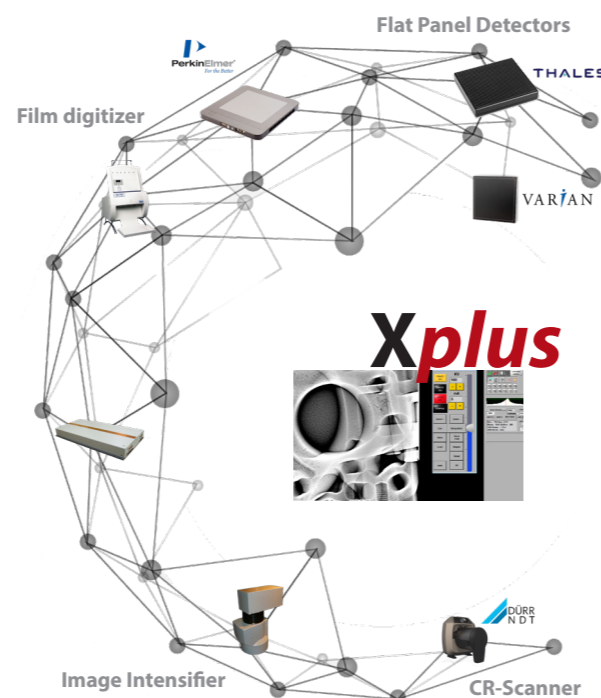 Flat Panel Detectors
PerkinElmer
For the Better
THALES
Film digitizer
VARIAN
Xplus
DÜRR
NDT
Image Intensifier
CR-Scanner